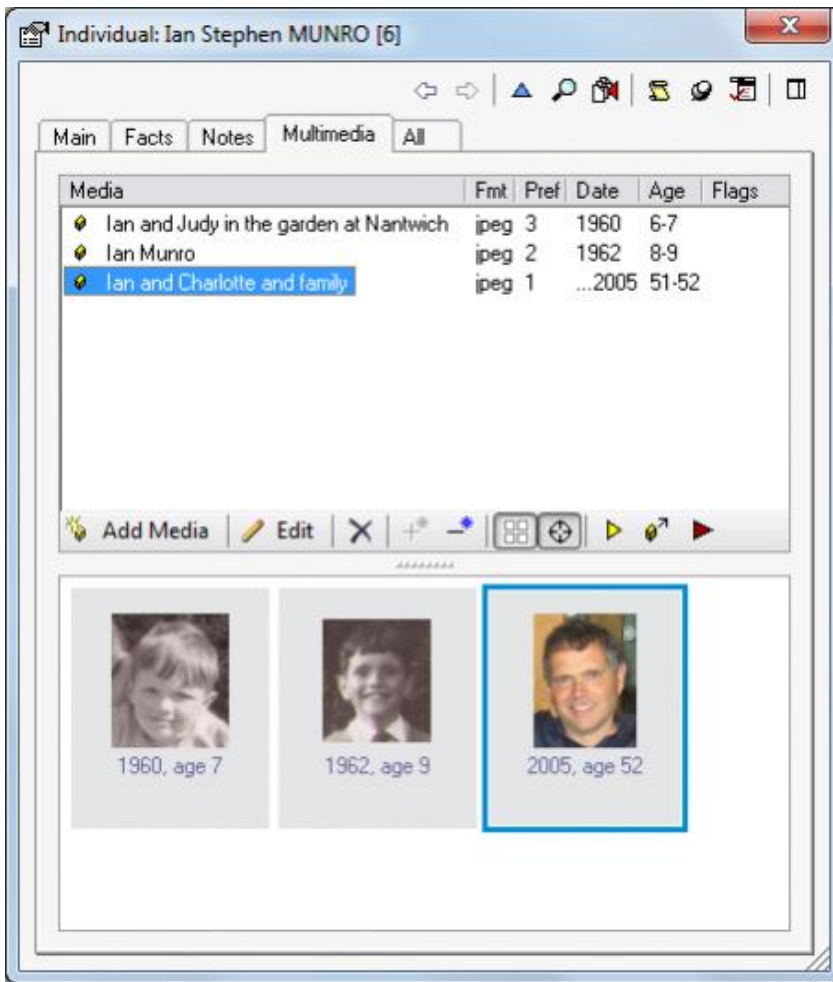 Individual: Ian Stephen MUNRO [6]
Main Facts Notes Multimedia All
Media Fmt Pref Date Age Flags
Ian and Judy in the garden at Nantwich jpeg 3 1960 6-7
Ian Munro jpeg 2 1962 8-9
Ian and Charlotte and family jpeg 1 ...2005 51-52
Add Media Edit
1960, age 7 1962, age 9 2005, age 52